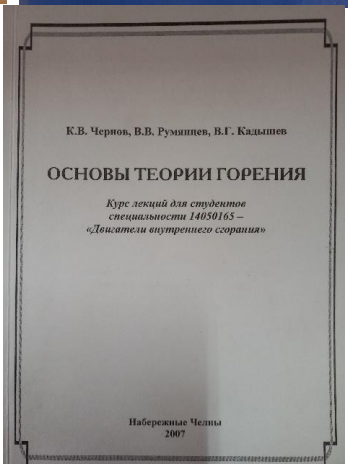 К.В. Чернов, В.В. Румянцев, В.Г. Кадышев
ОСНОВЫ ТЕОРИИ ГОРЕНИЯ
Курс лекций для студентов
специальности 14050165 –
«Двигатели внутреннего сгорания»
Набережные Челны
2007